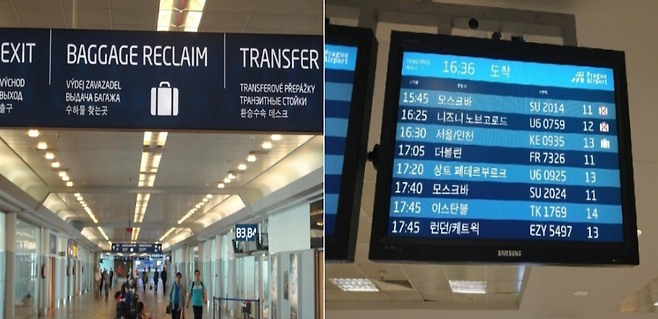 EXIT
VÝCHOD
ВЫХОД
출구
BAGGAGE RECLAIM
VÝDEJ ZAVAZADEL
ВЫДАЧА БАГАЖА
수하물 찾는곳
TRANSFER
TRANSFEROVÉ PŘEPÁŽKY
ТРАНЗИТНЫЕ СТОЙКИ
환승수속 데스크
B3,B4
Prague Airport
16:36 도착
Prague Airport
15:45 모스크바 SU 2014 11
16:25 니즈니 노브고로드 U6 0759 12
16:30 서울/인천 KE 0935 13
17:05 더블린 FR 7326 11
17:20 상트 페테르부르크 U6 0925 13
17:40 모스크바 SU 2024 11
17:45 이스탄불 TK 1769 14
17:45 런던/게트윅 EZY 5497 13
SAMSUNG